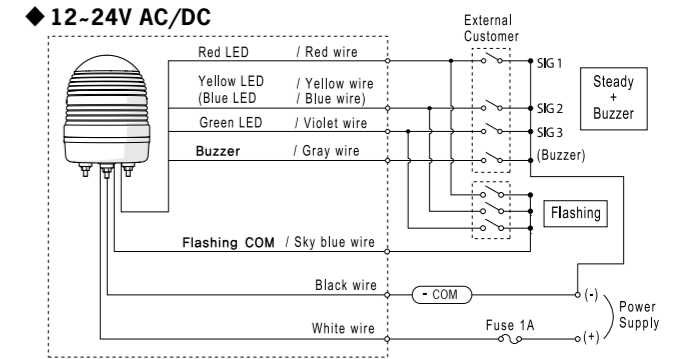 ◆ 12~24V AC/DC
External
Customer
Red LED / Red wire
SIG 1
Yellow LED / Yellow wire
(Blue LED / Blue wire)
SIG 2
Green LED / Violet wire
SIG 3
Buzzer / Gray wire
(Buzzer)
Steady
+
Buzzer
Flashing
Flashing COM / Sky blue wire
Black wire
- COM
(-)
Power
Supply
White wire
Fuse 1A
(+)